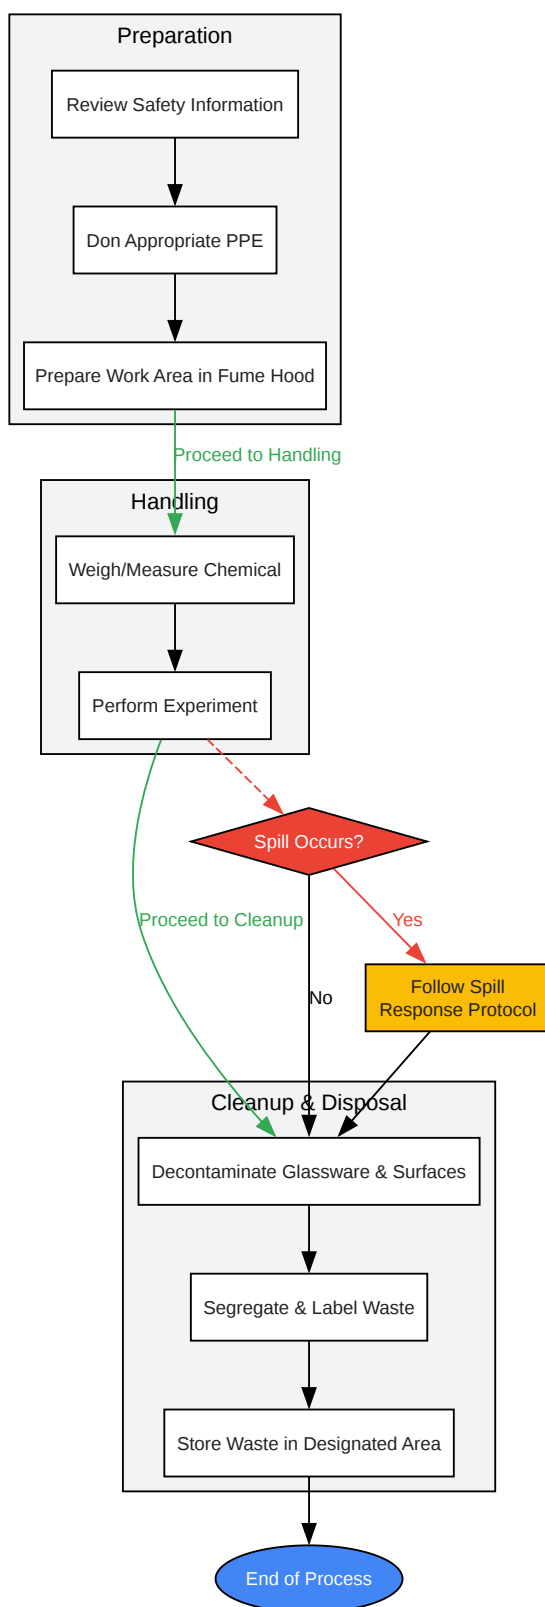 Preparation
Review Safety Information
Don Appropriate PPE
Prepare Work Area in Fume Hood
Proceed to Handling
Handling
Weigh/Measure Chemical
Perform Experiment
Spill Occurs?
Proceed to Cleanup
Yes
Follow Spill
Response Protocol
No
Cleanup & Disposal
Decontaminate Glassware & Surfaces
Segregate & Label Waste
Store Waste in Designated Area
End of Process